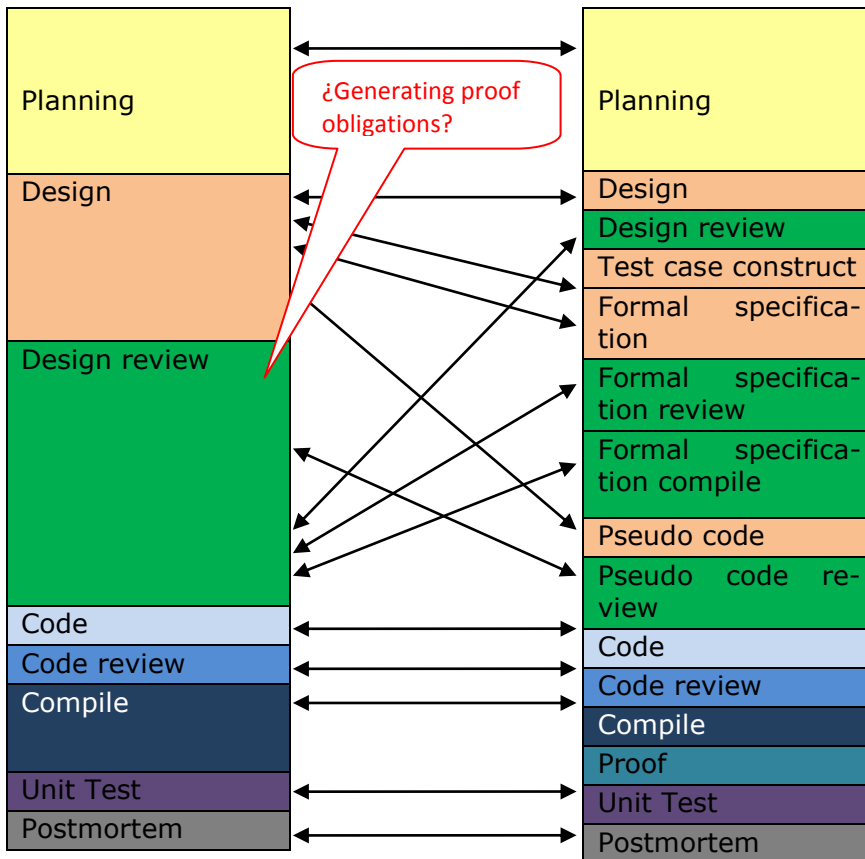 Planning
¿Generating proof
obligations?
Design
Design review
Code
Code review
Compile
Unit Test
Postmortem
Planning
Design
Design review
Test case construct
Formal specifica-
tion
Formal specifica-
tion review
Formal specifica-
tion compile
Pseudo code
Pseudo code re-
view
Code
Code review
Compile
Proof
Unit Test
Postmortem